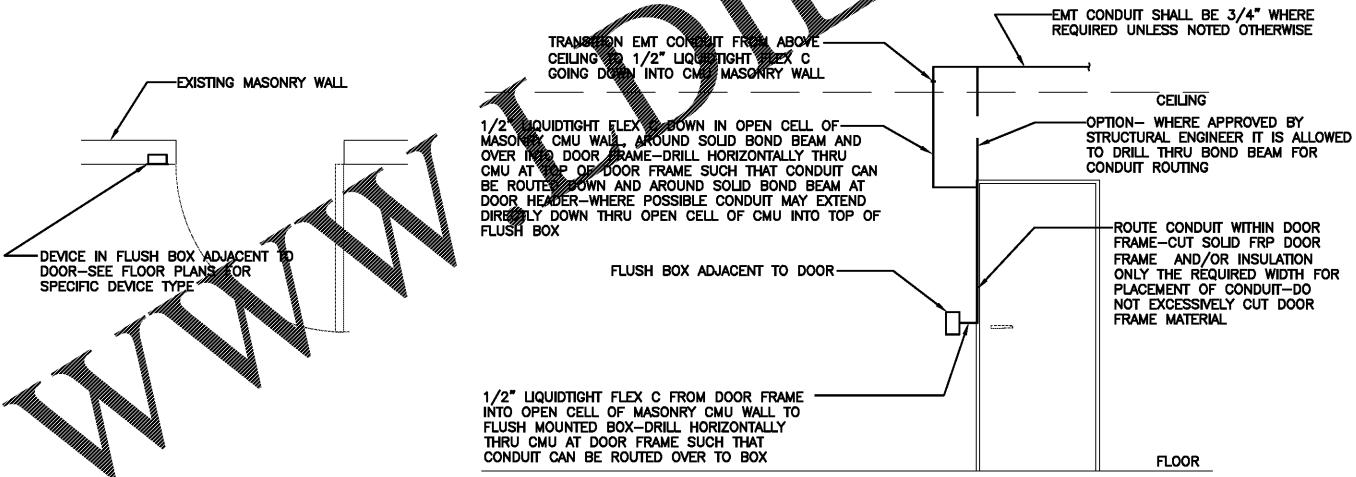 EXISTING MASONRY WALL
DEVICE IN FLUSH BOX ADJACENT TO
DOOR-SEE FLOOR PLANS FOR
SPECIFIC DEVICE TYPE
TRANSITION EMT CONDUIT FROM ABOVE
CEILING TO 1/2" LIQUIDTIGHT FLEX C
GOING DOWN INTO CMU MASONRY WALL
1/2" LIQUIDTIGHT FLEX C DOWN IN OPEN CELL OF
MASONRY CMU WALL, AROUND SOLID BOND BEAM AND
OVER INTO DOOR FRAME-DRILL HORIZONTALLY THRU
CMU AT TOP OF DOOR FRAME SUCH THAT CONDUIT CAN
BE ROUTED DOWN AND AROUND SOLID BOND BEAM AT
DOOR HEADER-WHERE POSSIBLE CONDUIT MAY EXTEND
DIRECTLY DOWN THRU OPEN CELL OF CMU INTO TOP OF
FLUSH BOX
FLUSH BOX ADJACENT TO DOOR
1/2" LIQUIDTIGHT FLEX C FROM DOOR FRAME
INTO OPEN CELL OF MASONRY CMU WALL TO
FLUSH MOUNTED BOX-DRILL HORIZONTALLY
THRU CMU AT DOOR FRAME SUCH THAT
CONDUIT CAN BE ROUTED OVER TO BOX
EMT CONDUIT SHALL BE 3/4" WHERE
REQUIRED UNLESS NOTED OTHERWISE
CEILING
OPTION- WHERE APPROVED BY
STRUCTURAL ENGINEER IT IS ALLOWED
TO DRILL THRU BOND BEAM FOR
CONDUIT ROUTING
ROUTE CONDUIT WITHIN DOOR
FRAME-CUT SOLID FRP DOOR
FRAME AND/OR INSULATION
ONLY THE REQUIRED WIDTH FOR
PLACEMENT OF CONDUIT-DO
NOT EXCESSIVELY CUT DOOR
FRAME MATERIAL
FLOOR